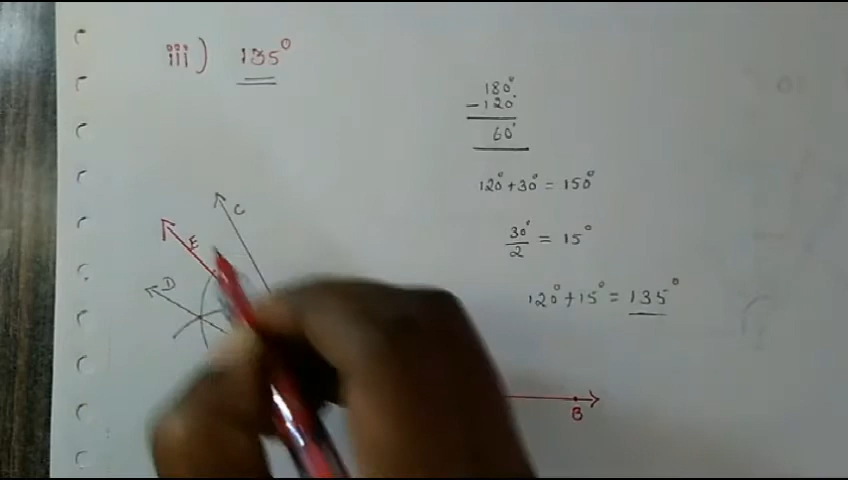 iii) 135°
180°
-120°
60°
120° + 30° = 150°
30°/2 = 15°
120° + 15° = 135°
C
E
D
B